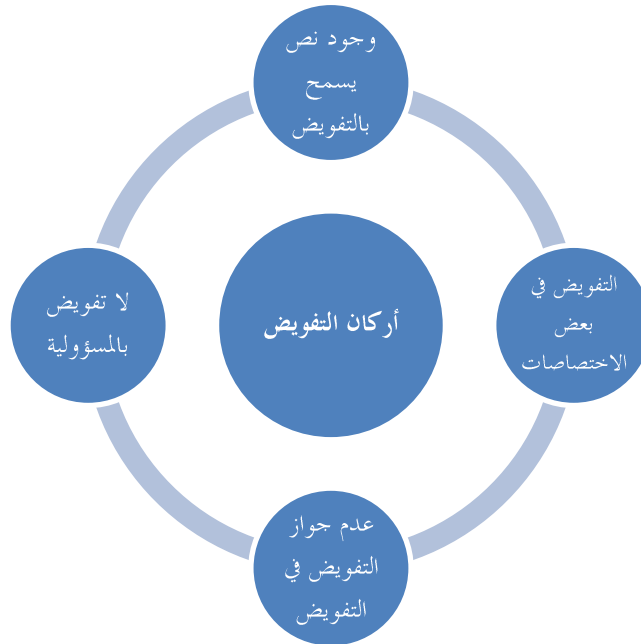 وجود نص
يسمح
بالتفويض
التفويض في
بعض
الاختصاصات
أركان التفويض
لا تفويض
بالمسؤولية
عدم جواز
التفويض في
التفويض